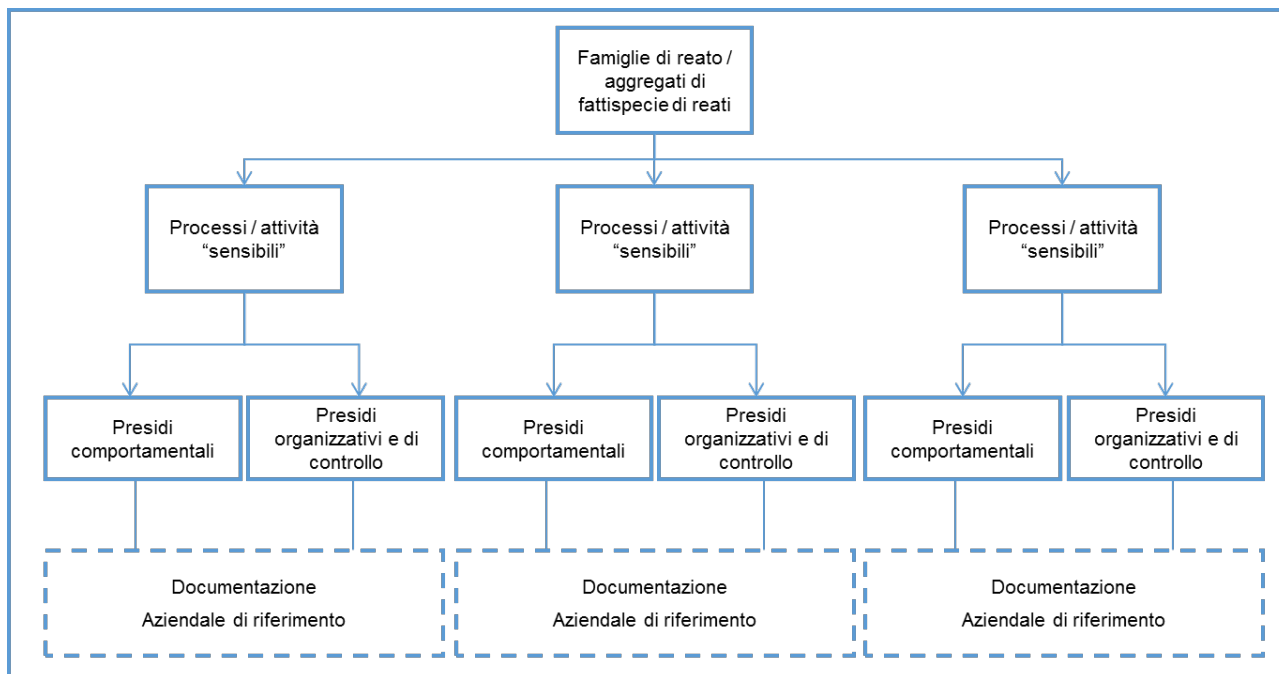 Famiglie di reato /
aggregati di
fattispecie di reati
Processi / attività
“sensibili”
Processi / attività
“sensibili”
Processi / attività
“sensibili”
Presidi
comportamentali
Presidi
organizzativi e di
controllo
Presidi
comportamentali
Presidi
organizzativi e di
controllo
Presidi
comportamentali
Presidi
organizzativi e di
controllo
Documentazione
Aziendale di riferimento
Documentazione
Aziendale di riferimento
Documentazione
Aziendale di riferimento